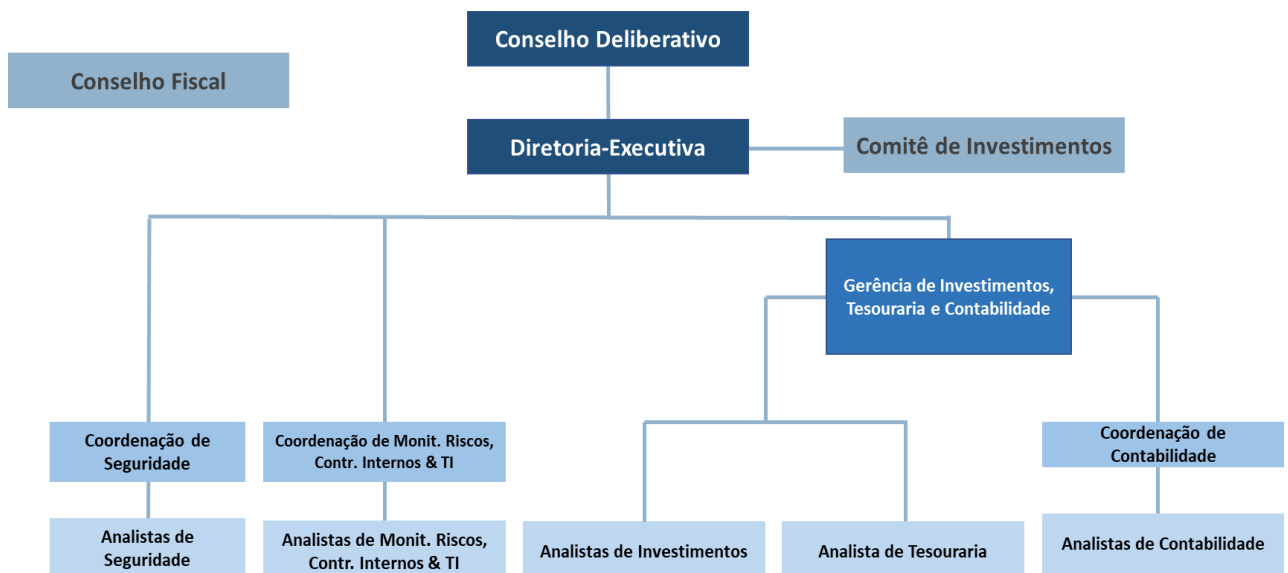 Conselho Deliberativo
Conselho Fiscal
Diretoria-Executiva
Comitê de Investimentos
Gerência de Investimentos,
Tesouraria e Contabilidade
Coordenação de
Seguridade
Coordenação de Monit. Riscos,
Contr. Internos & TI
Coordenação de
Contabilidade
Analistas de
Seguridade
Analistas de Monit. Riscos,
Contr. Internos & TI
Analistas de Investimentos
Analista de Tesouraria
Analistas de Contabilidade